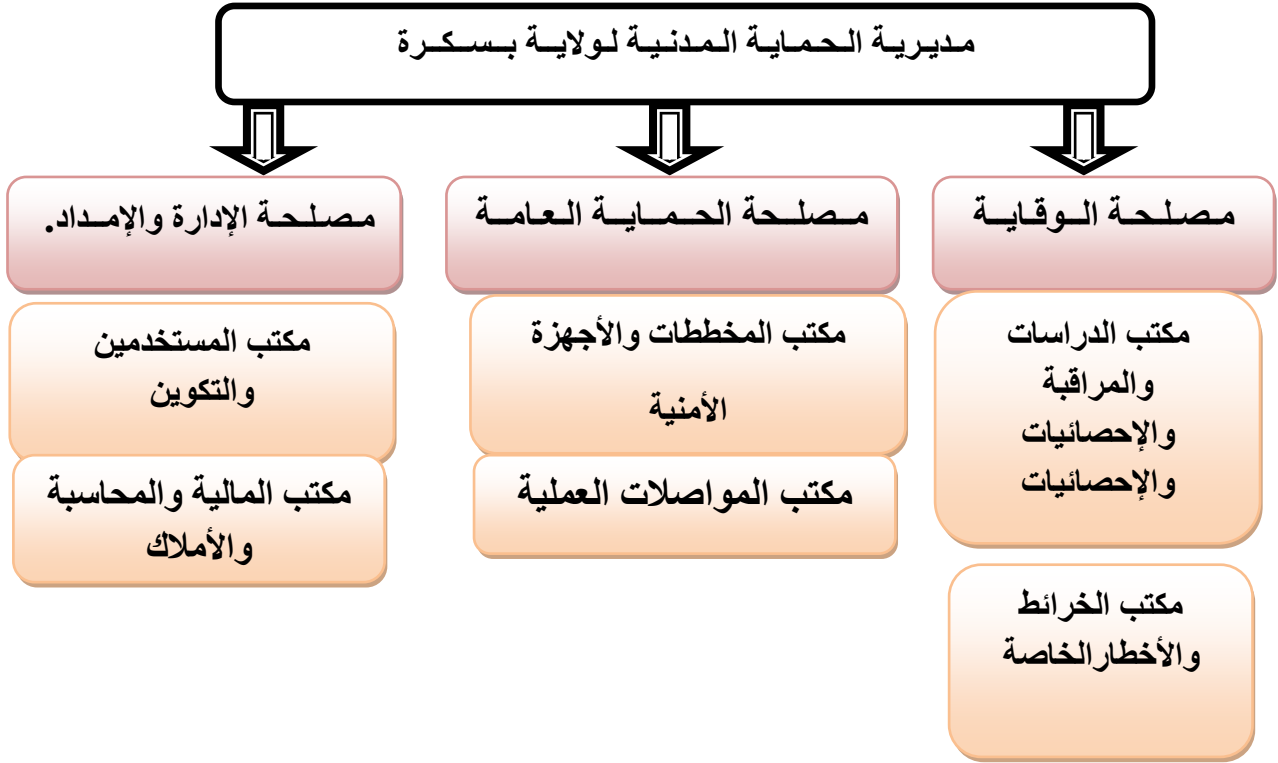 مديرية الحماية المدنية لولاية بسكرة
مصلحة الوقاية
مصلحة الحماية العامة
مصلحة الإدارة والإمداد.
مكتب الدراسات
والمراقبة
والإحصائيات
والإحصائيات
مكتب الخرائط
والأخطارالخاصة
مكتب المخططات والأجهزة
الأمنية
مكتب المواصلات العملية
مكتب المستخدمين
والتكوين
مكتب المالية والمحاسبة
والأملاك